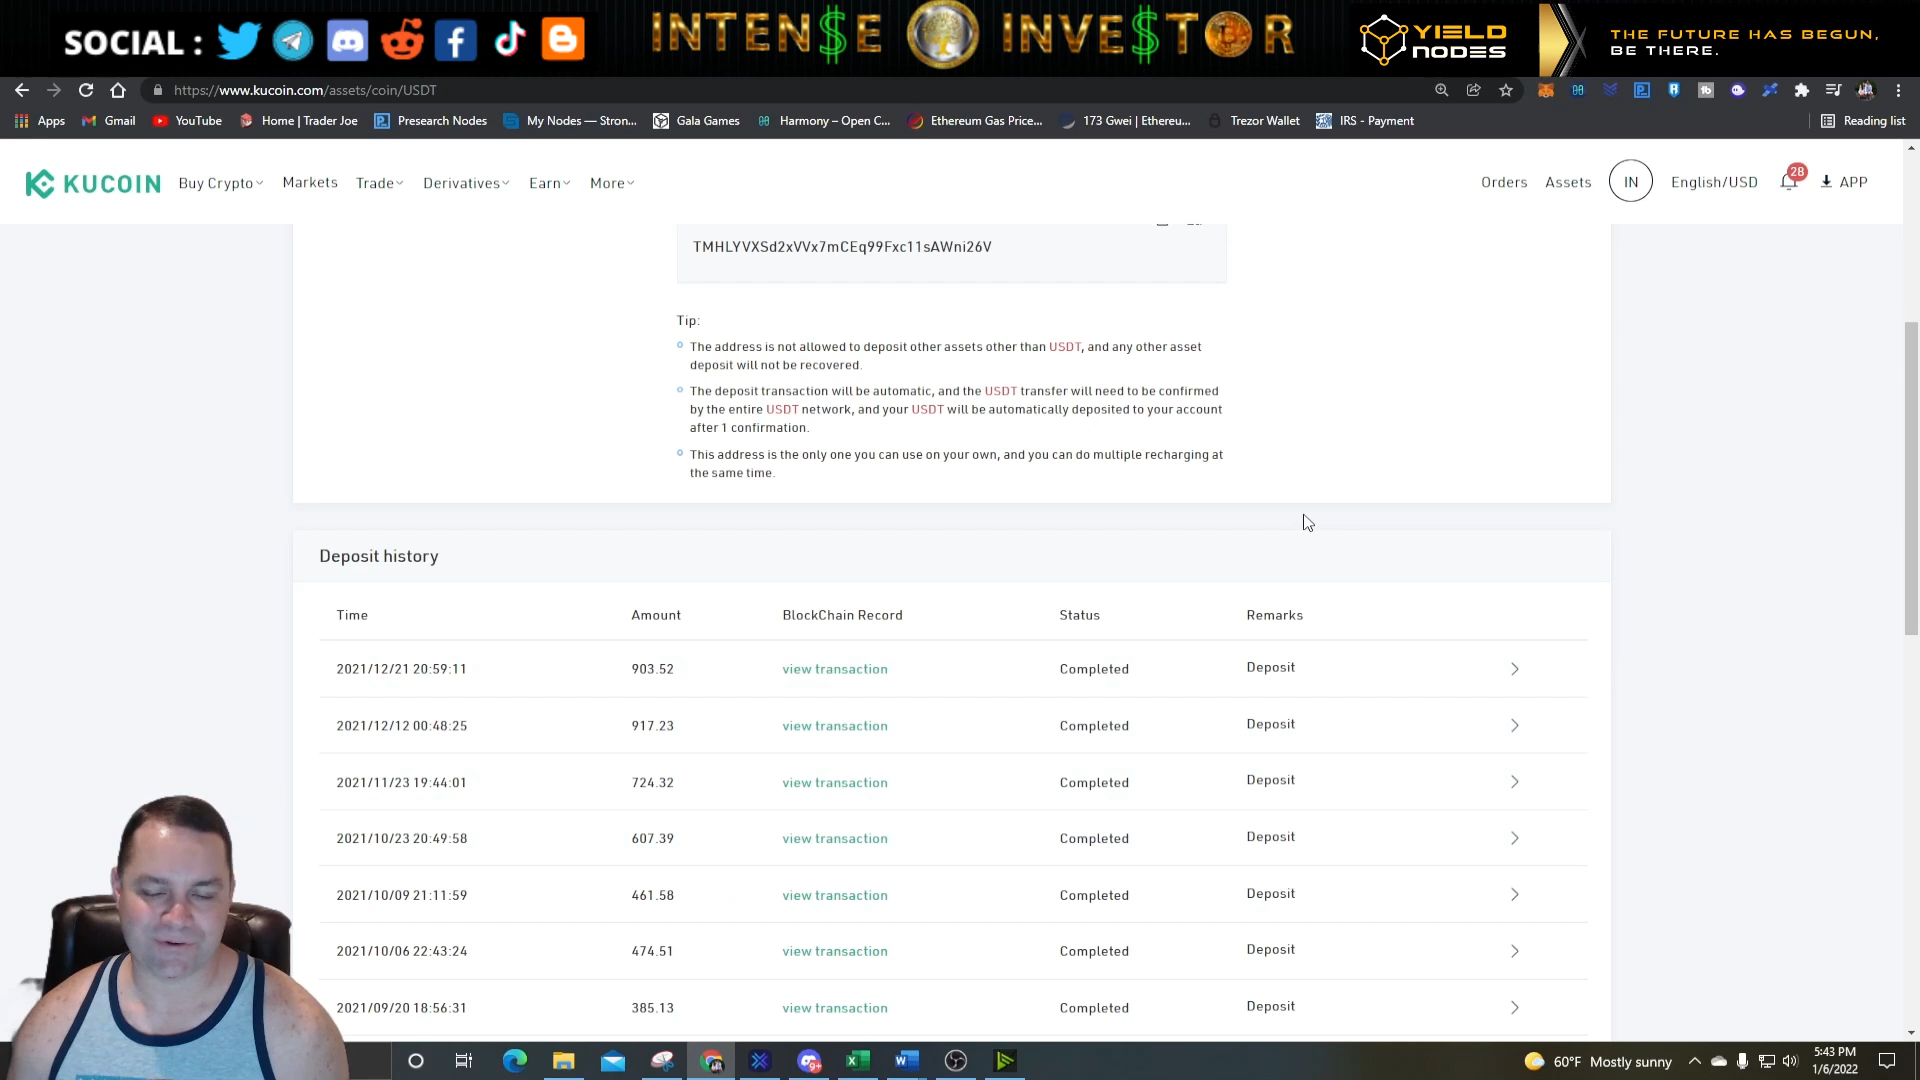 SOCIAL :
INTEN$E INVE$TOR
YIELD NODES
THE FUTURE HAS BEGUN,
BE THERE.
https://www.kucoin.com/assets/coin/USDT
Apps Gmail YouTube Home | Trader Joe Presearch Nodes My Nodes — Stron... Gala Games Harmony – Open C... Ethereum Gas Price... 173 Gwei | Ethereu... Trezor Wallet IRS - Payment Reading list
KUCOIN Buy Crypto Markets Trade Derivatives Earn More Orders Assets IN English/USD 28 APP
TMHLYVXSd2xVVx7mCEq99Fxc11sAWni26V
Tip:
The address is not allowed to deposit other assets other than USDT, and any other asset
deposit will not be recovered.
The deposit transaction will be automatic, and the USDT transfer will need to be confirmed
by the entire USDT network, and your USDT will be automatically deposited to your account
after 1 confirmation.
This address is the only one you can use on your own, and you can do multiple recharging at
the same time.
Deposit history
Time Amount BlockChain Record Status Remarks
2021/12/21 20:59:11 903.52 view transaction Completed Deposit
2021/12/12 00:48:25 917.23 view transaction Completed Deposit
2021/11/23 19:44:01 724.32 view transaction Completed Deposit
2021/10/23 20:49:58 607.39 view transaction Completed Deposit
2021/10/09 21:11:59 461.58 view transaction Completed Deposit
2021/10/06 22:43:24 474.51 view transaction Completed Deposit
2021/09/20 18:56:31 385.13 view transaction Completed Deposit
60°F Mostly sunny
5:43 PM
1/6/2022